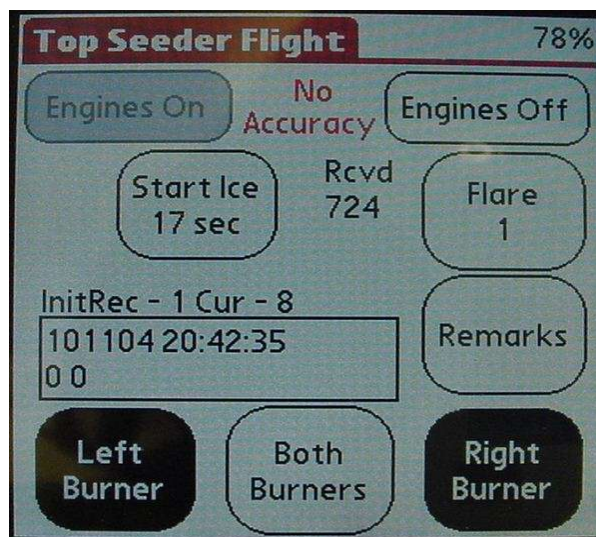 Top Seeder Flight 78%
Engines On
No
Accuracy
Engines Off
Start Ice
17 sec
Rcvd
724
Flare
1
InitRec - 1 Cur - 8
101104 20:42:35
0 0
Remarks
Left
Burner
Both
Burners
Right
Burner